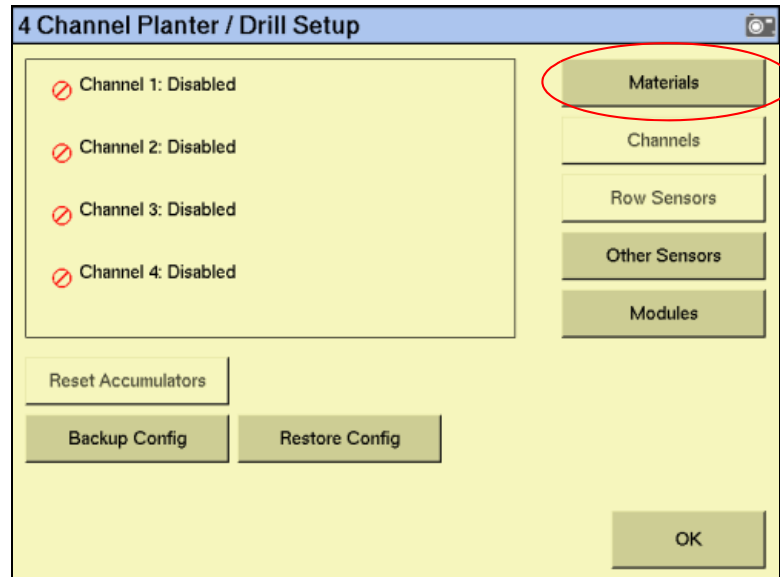 4 Channel Planter / Drill Setup
Channel 1: Disabled
Channel 2: Disabled
Channel 3: Disabled
Channel 4: Disabled
Materials
Channels
Row Sensors
Other Sensors
Modules
Reset Accumulators
Backup Config
Restore Config
OK